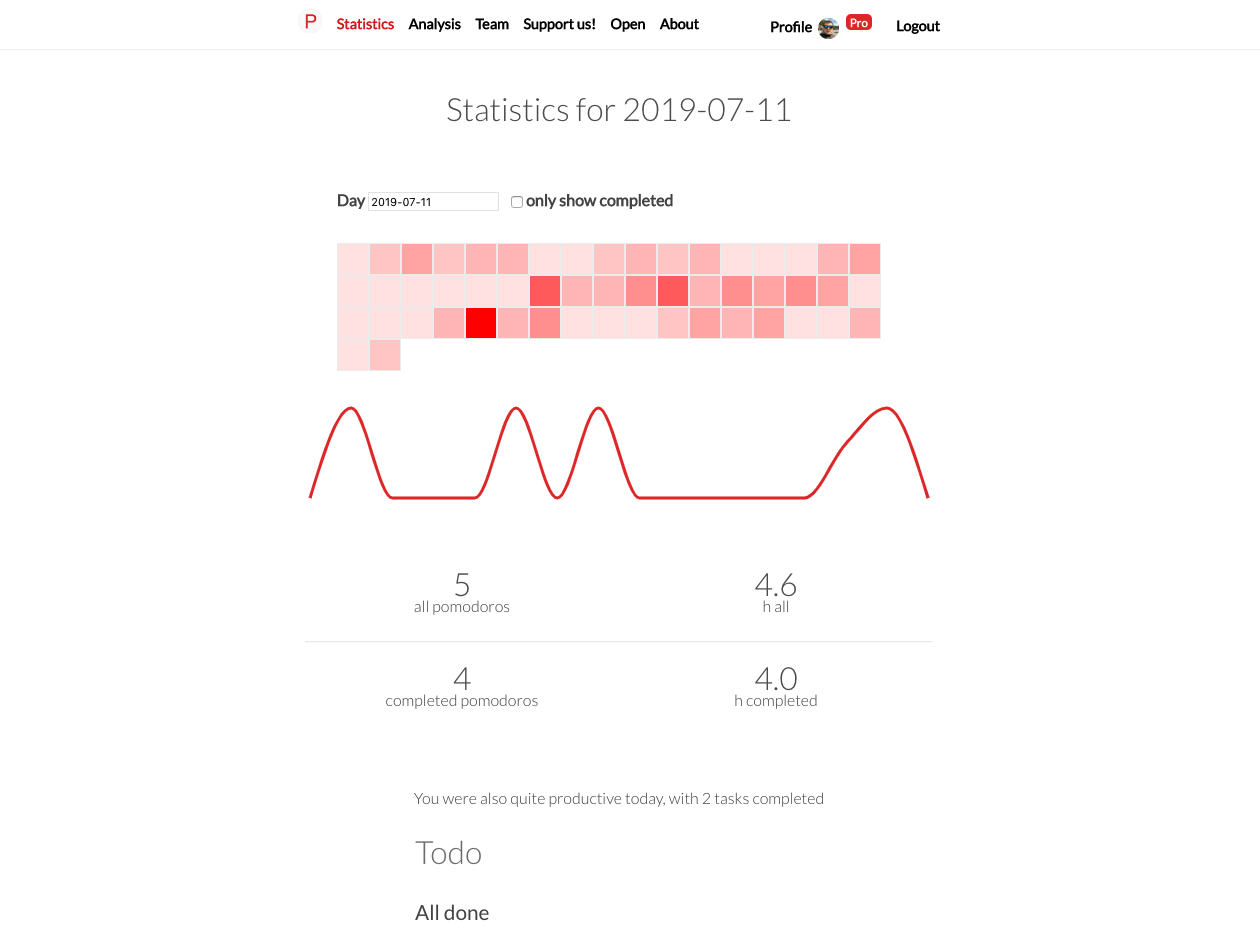 P Statistics Analysis Team Support us! Open About Profile Pro Logout
Statistics for 2019-07-11
Day 2019-07-11 only show completed
5 4.6
all pomodoros h all
4 4.0
completed pomodoros h completed
You were also quite productive today, with 2 tasks completed
Todo
All done